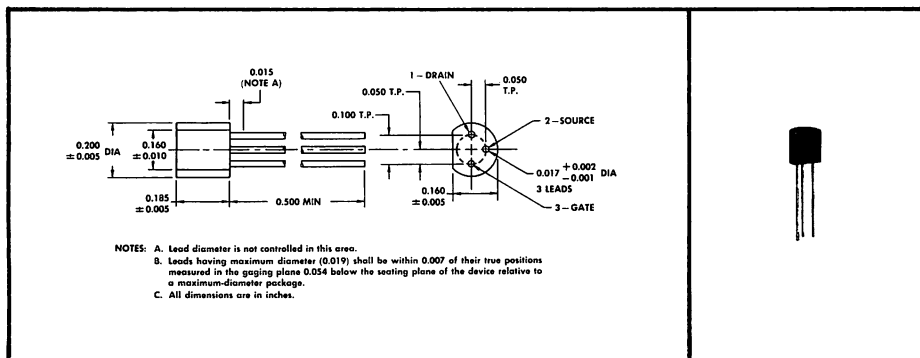 0.015
(NOTE A)
1 – DRAIN
0.050
T.P.
0.050 T.P.
0.100 T.P.
2 – SOURCE
0.200
± 0.005
DIA
0.160
± 0.010
0.017 + 0.002
– 0.001 DIA
3 LEADS
0.185
± 0.005
0.500 MIN
0.160
± 0.005
3 – GATE
NOTES: A. Lead diameter is not controlled in this area.
B. Leads having maximum diameter (0.019) shall be within 0.007 of their true positions
measured in the gaging plane 0.054 below the seating plane of the device relative to
a maximum-diameter package.
C. All dimensions are in inches.